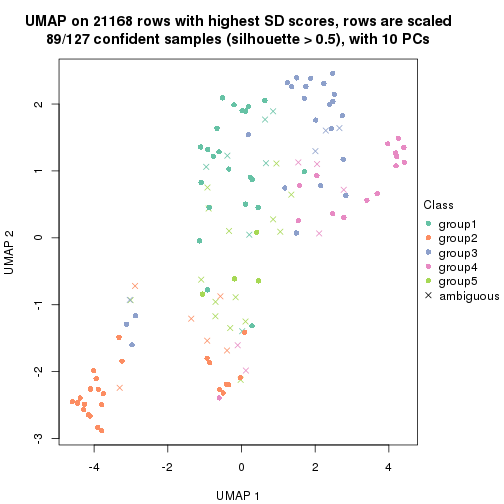 UMAP on 21168 rows with highest SD scores, rows are scaled
89/127 confident samples (silhouette > 0.5), with 10 PCs
UMAP 2
2
1
0
-1
-2
-3
-4
-2
0
2
4
UMAP 1
Class
group1
group2
group3
group4
group5
ambiguous